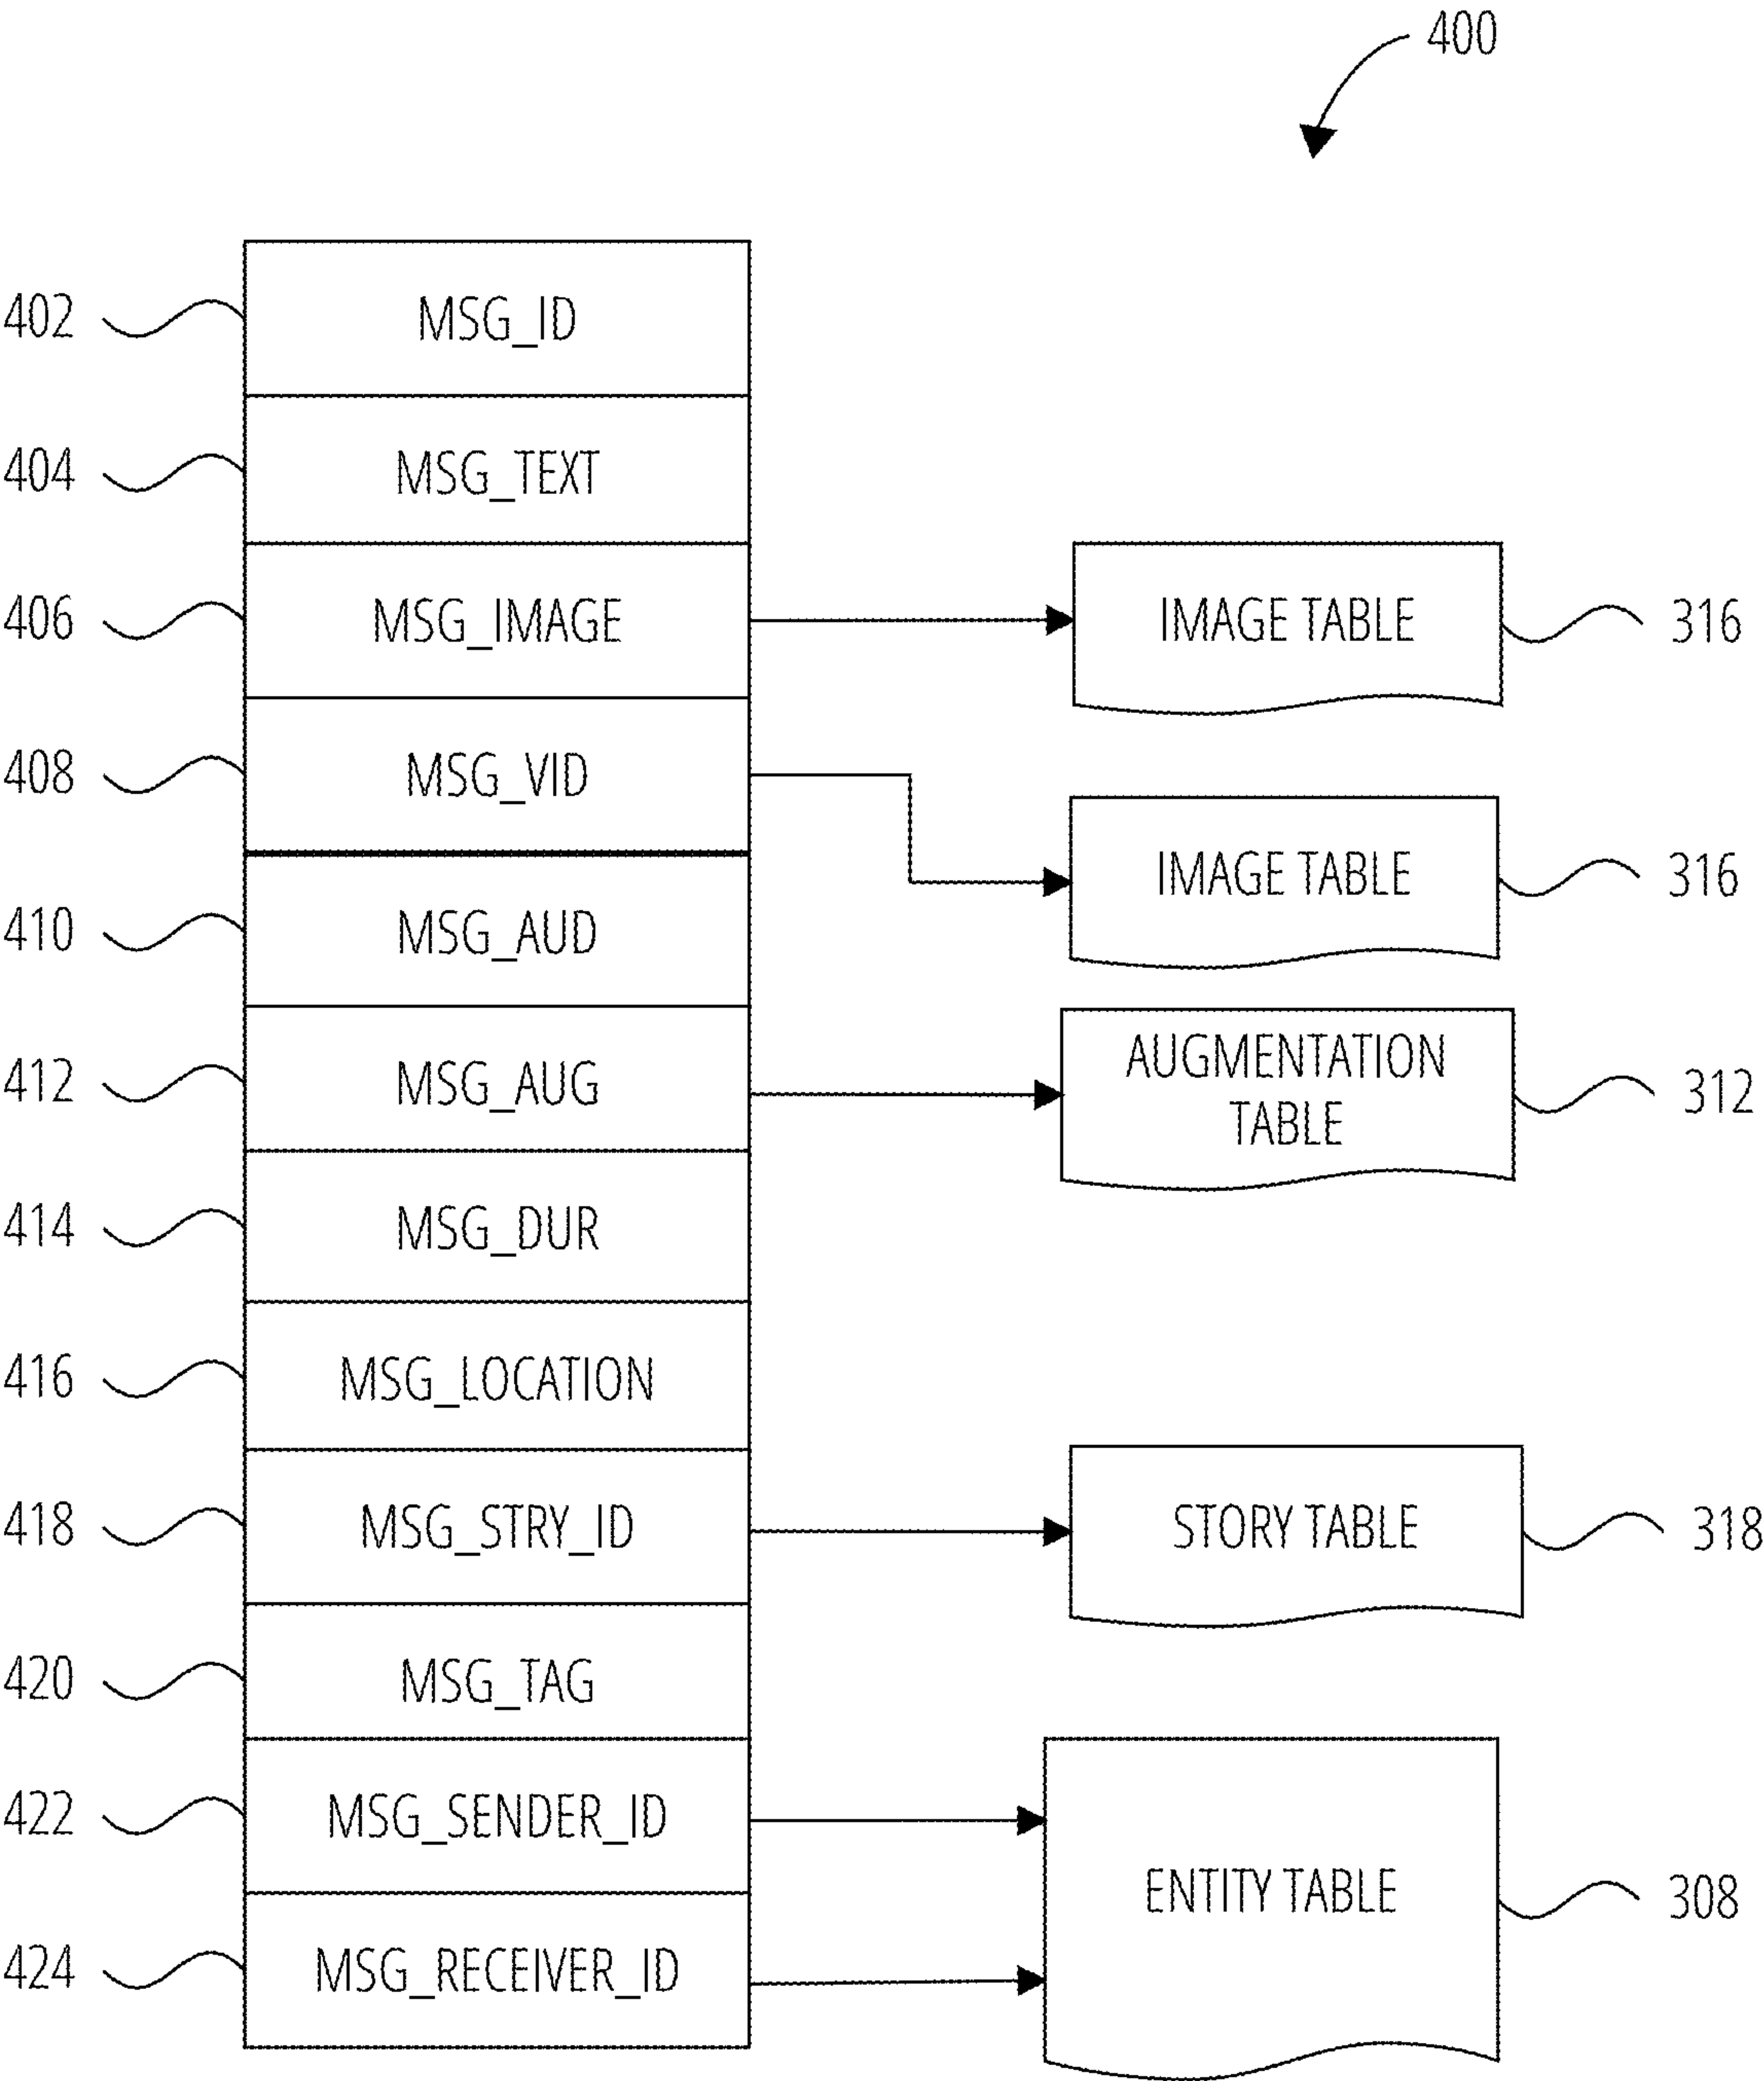 400
402 MSG_ID
404 MSG_TEXT
406 MSG_IMAGE IMAGE TABLE 316
408 MSG_VID
IMAGE TABLE 316
410 MSG_AUD
412 MSG_AUG AUGMENTATION
TABLE 312
414 MSG_DUR
416 MSG_LOCATION
418 MSG_STRY_ID STORY TABLE 318
420 MSG_TAG
422 MSG_SENDER_ID
ENTITY TABLE 308
424 MSG_RECEIVER_ID